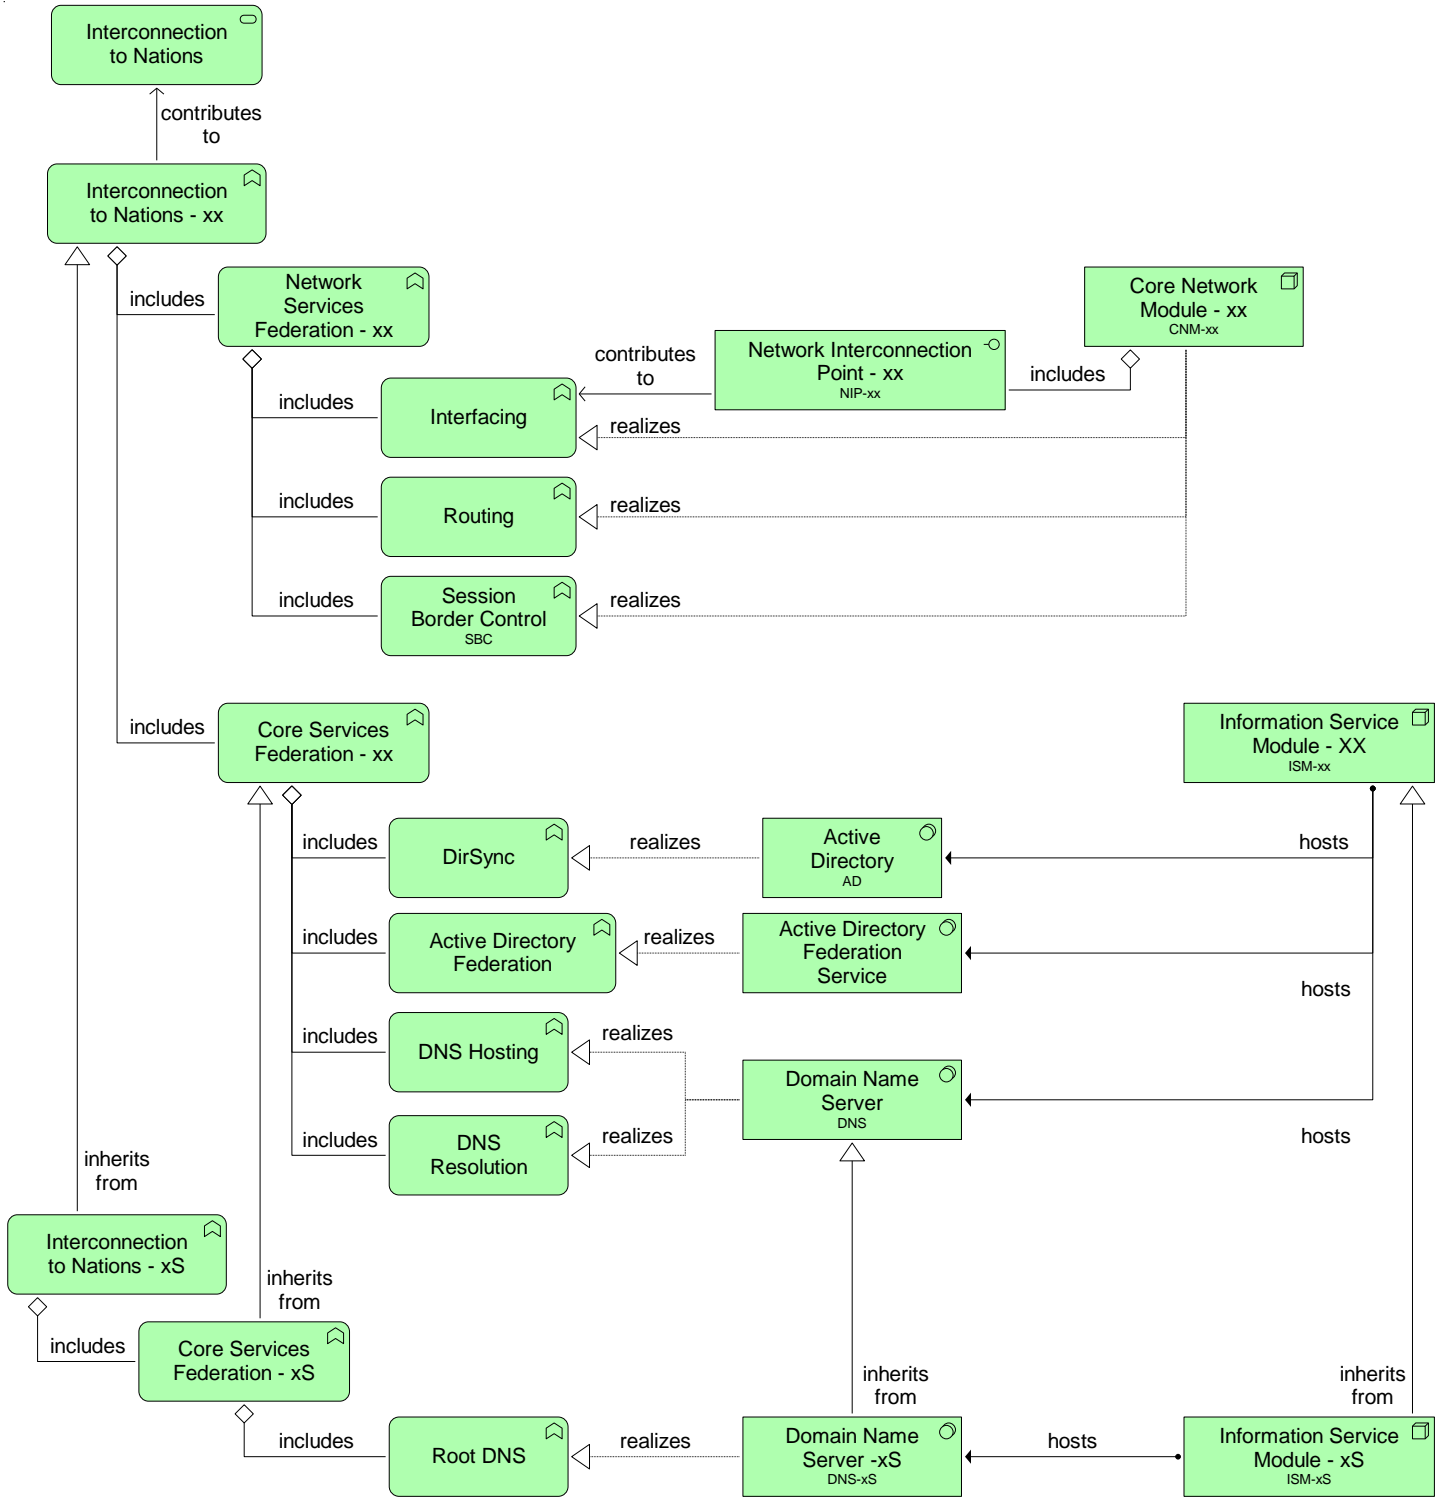 Interconnection
to Nations
contributes
to
Interconnection
to Nations - xx
includes
Network
Services
Federation - xx
Core Network
Module - xx
CNM-xx
Network Interconnection
Point - xx
NIP-xx
contributes
to
includes
includes
Interfacing
realizes
includes
Routing
realizes
includes
Session
Border Control
SBC
realizes
includes
Core Services
Federation - xx
Information Service
Module - XX
ISM-xx
includes
DirSync
realizes
Active
Directory
AD
hosts
includes
Active Directory
Federation
realizes
Active Directory
Federation
Service
hosts
includes
DNS Hosting
realizes
Domain Name
Server
DNS
includes
DNS
Resolution
realizes
hosts
inherits
from
Interconnection
to Nations - xS
inherits
from
includes
Core Services
Federation - xS
inherits
from
inherits
from
includes
Root DNS
realizes
Domain Name
Server -xS
DNS-xS
hosts
Information Service
Module - xS
ISM-xS